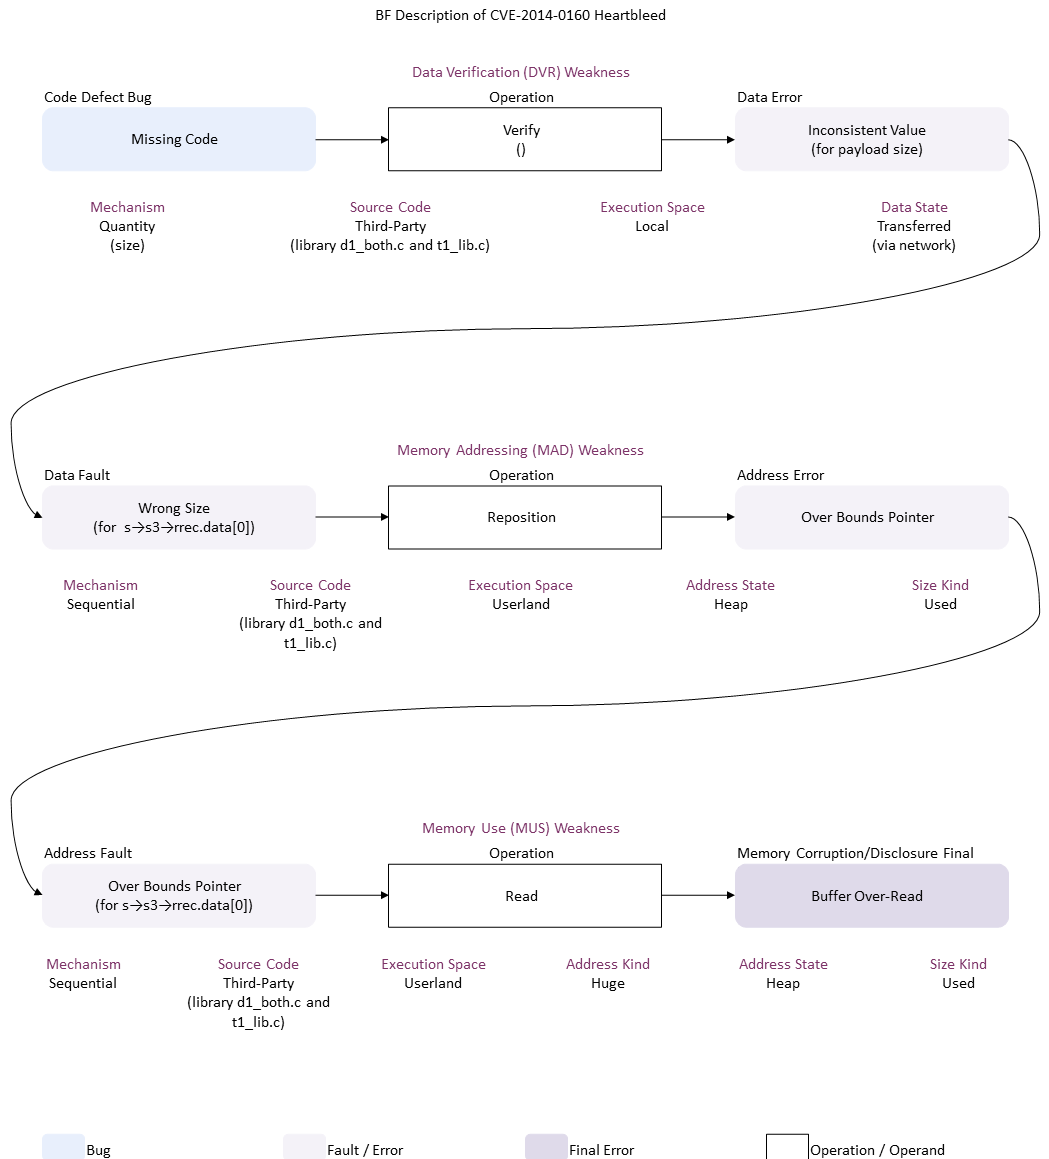 BF Description of CVE-2014-0160 Heartbleed
Data Verification (DVR) Weakness
Code Defect Bug
Operation
Data Error
Missing Code
Verify
()
Inconsistent Value
(for payload size)
Mechanism
Quantity
(size)
Source Code
Third-Party
(library d1_both.c and t1_lib.c)
Execution Space
Local
Data State
Transferred
(via network)
Memory Addressing (MAD) Weakness
Data Fault
Operation
Address Error
Wrong Size
(for s→s3→rrec.data[0])
Reposition
Over Bounds Pointer
Mechanism
Sequential
Source Code
Third-Party
(library d1_both.c and
t1_lib.c)
Execution Space
Userland
Address State
Heap
Size Kind
Used
Memory Use (MUS) Weakness
Address Fault
Operation
Memory Corruption/Disclosure Final
Over Bounds Pointer
(for s→s3→rrec.data[0])
Read
Buffer Over-Read
Mechanism
Sequential
Source Code
Third-Party
(library d1_both.c and
t1_lib.c)
Execution Space
Userland
Address Kind
Huge
Address State
Heap
Size Kind
Used
Bug
Fault / Error
Final Error
Operation / Operand